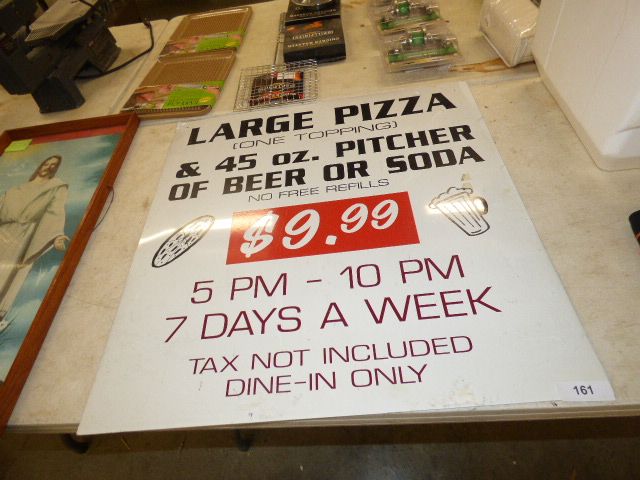 LARGE PIZZA
(ONE TOPPING)
& 45 OZ. PITCHER
OF BEER OR SODA
NO FREE REFILLS
$9.99
5 PM - 10 PM
7 DAYS A WEEK
TAX NOT INCLUDED
DINE-IN ONLY
161